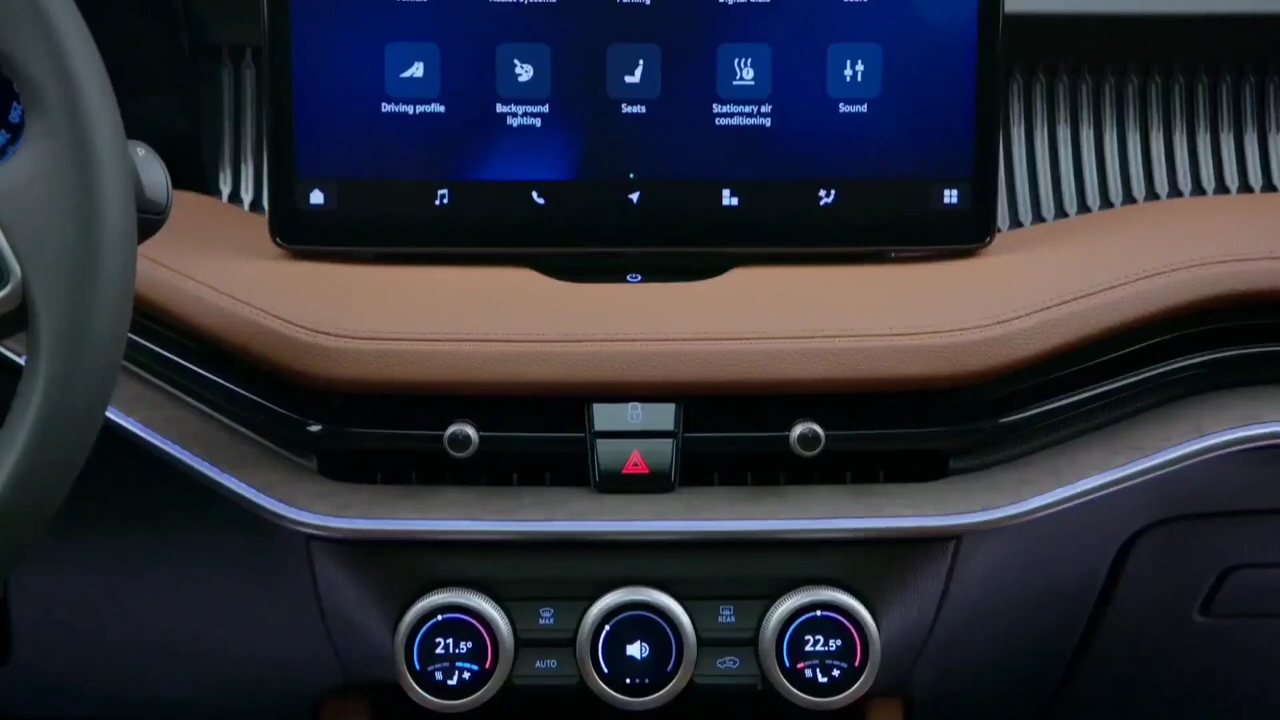 Driving profile
Background
lighting
Seats
Stationary air
conditioning
Sound
P
MAX
REAR
21.5°
22.5°
AUTO